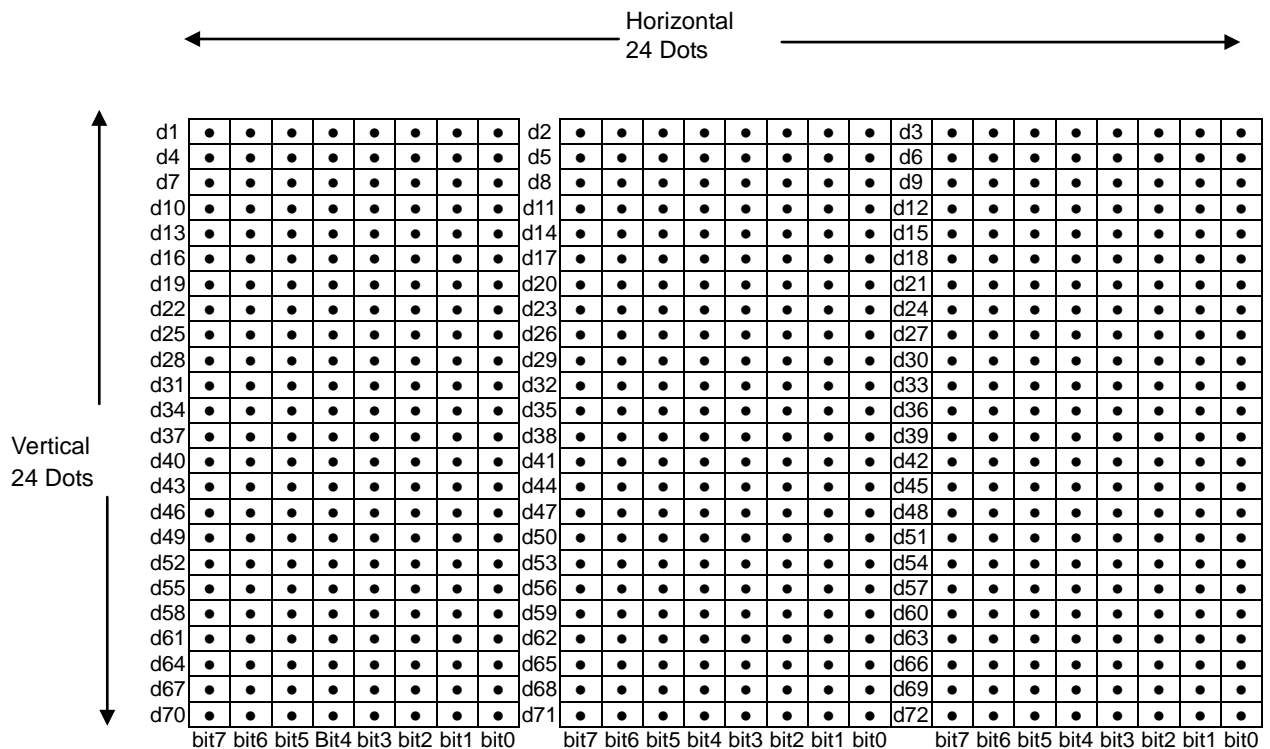 Horizontal
24 Dots
d1 d2 d3
d4 d5 d6
d7 d8 d9
d10 d11 d12
d13 d14 d15
d16 d17 d18
d19 d20 d21
d22 d23 d24
d25 d26 d27
d28 d29 d30
d31 d32 d33
d34 d35 d36
d37 d38 d39
Vertical
24 Dots
d40 d41 d42
d43 d44 d45
d46 d47 d48
d49 d50 d51
d52 d53 d54
d55 d56 d57
d58 d59 d60
d61 d62 d63
d64 d65 d66
d67 d68 d69
d70 d71 d72
bit7 bit6 bit5 Bit4 bit3 bit2 bit1 bit0 bit7 bit6 bit5 bit4 bit3 bit2 bit1 bit0 bit7 bit6 bit5 bit4 bit3 bit2 bit1 bit0